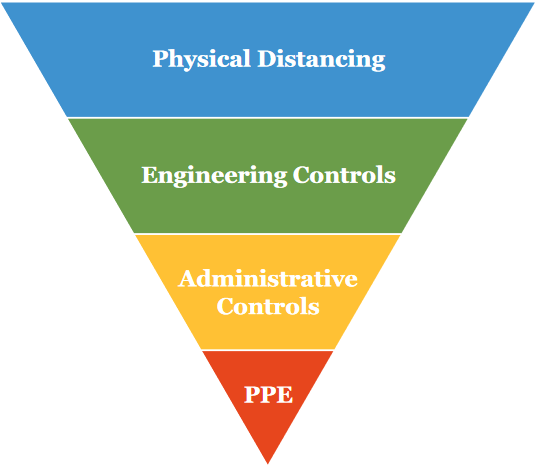 Physical Distancing
Engineering Controls
Administrative
Controls
PPE